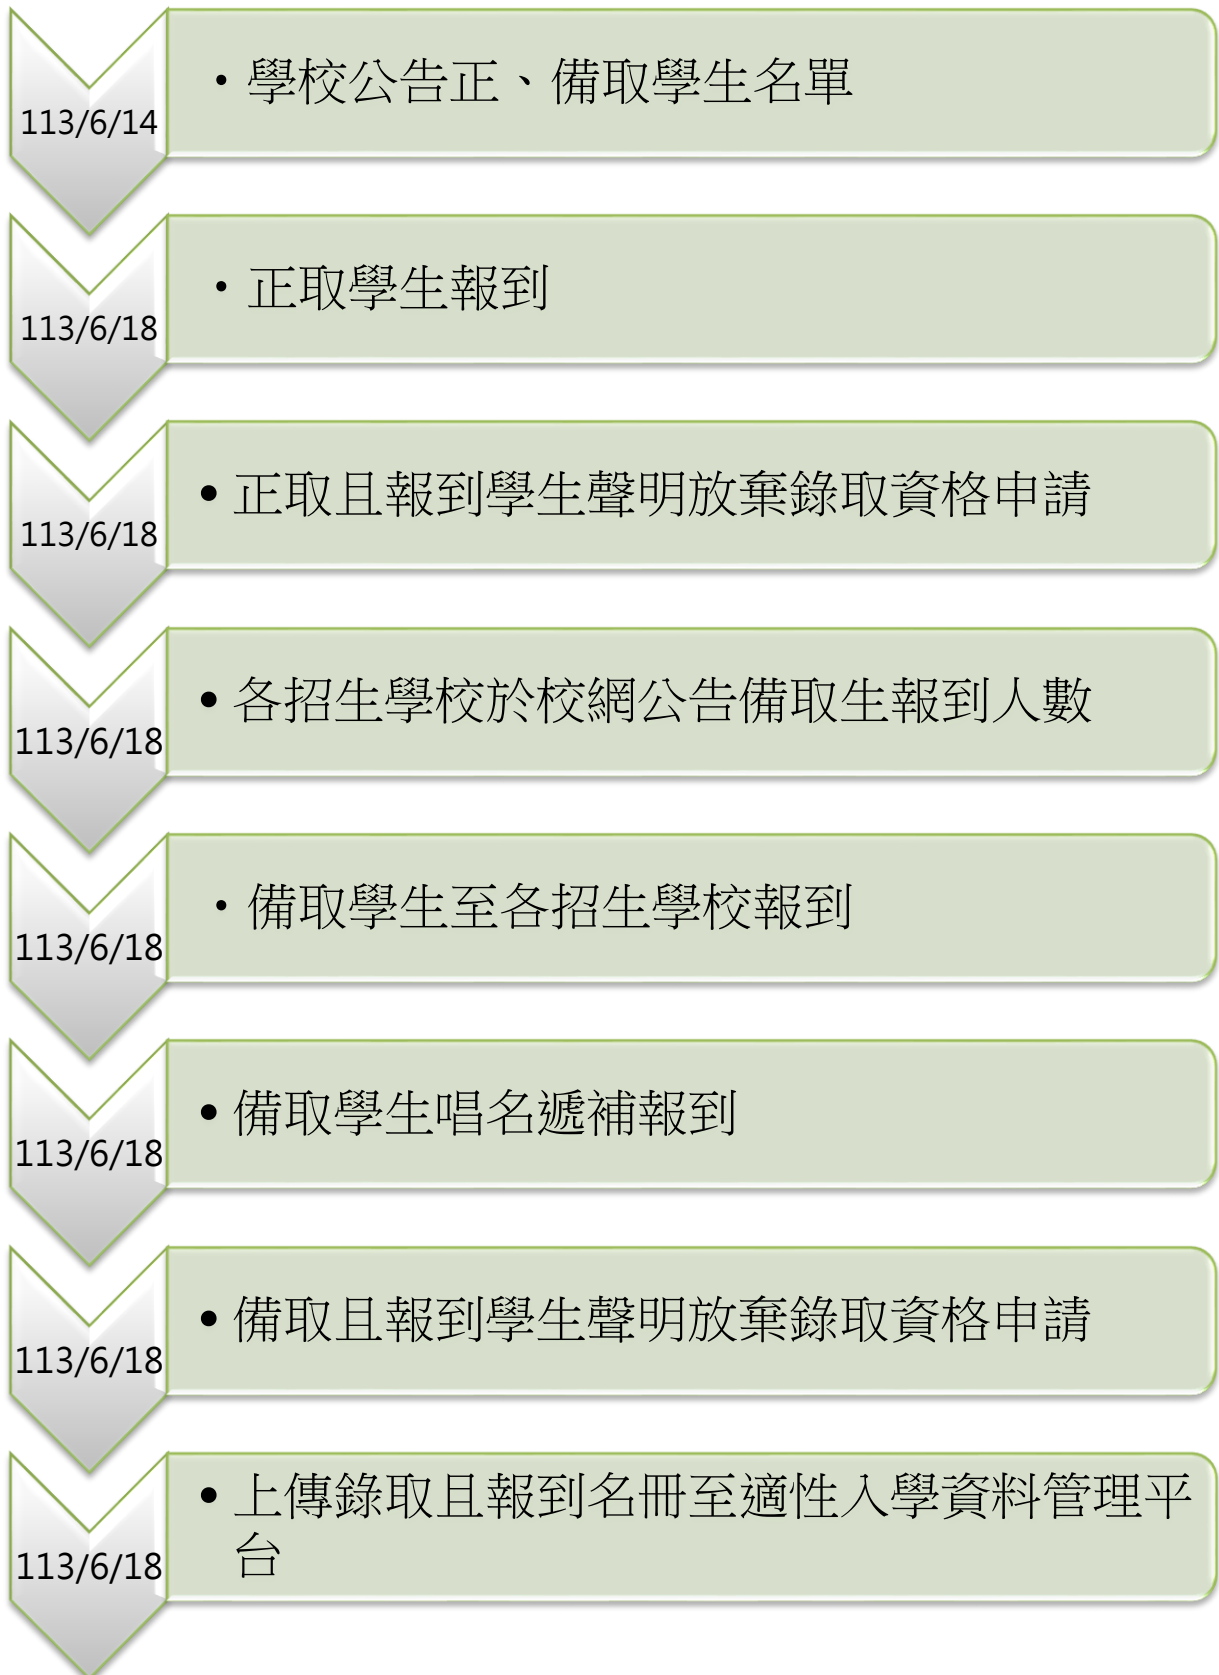 113/6/14
・學校公告正、備取學生名單
113/6/18
・正取學生報到
113/6/18
•正取且報到學生聲明放棄錄取資格申請
113/6/18
•各招生學校於校網公告備取生報到人數
113/6/18
・備取學生至各招生學校報到
113/6/18
•備取學生唱名遞補報到
113/6/18
•備取且報到學生聲明放棄錄取資格申請
113/6/18
•上傳錄取且報到名冊至適性入學資料管理平
台